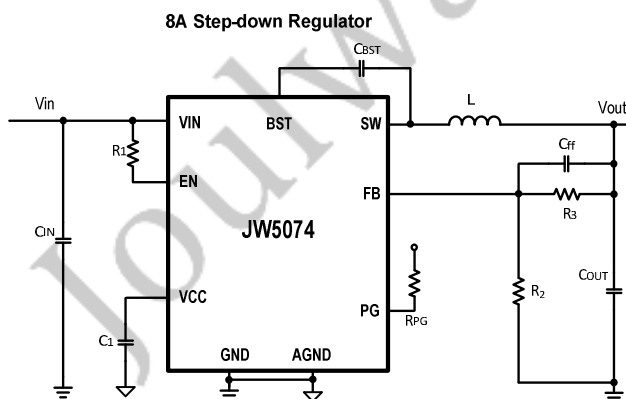 8A Step-down Regulator
CBST
Vin
VIN
BST
SW
L
Vout
R1
EN
Cff
FB
R3
CIN
JW5074
VCC
R2
COUT
C1
PG
RPG
GND
AGND